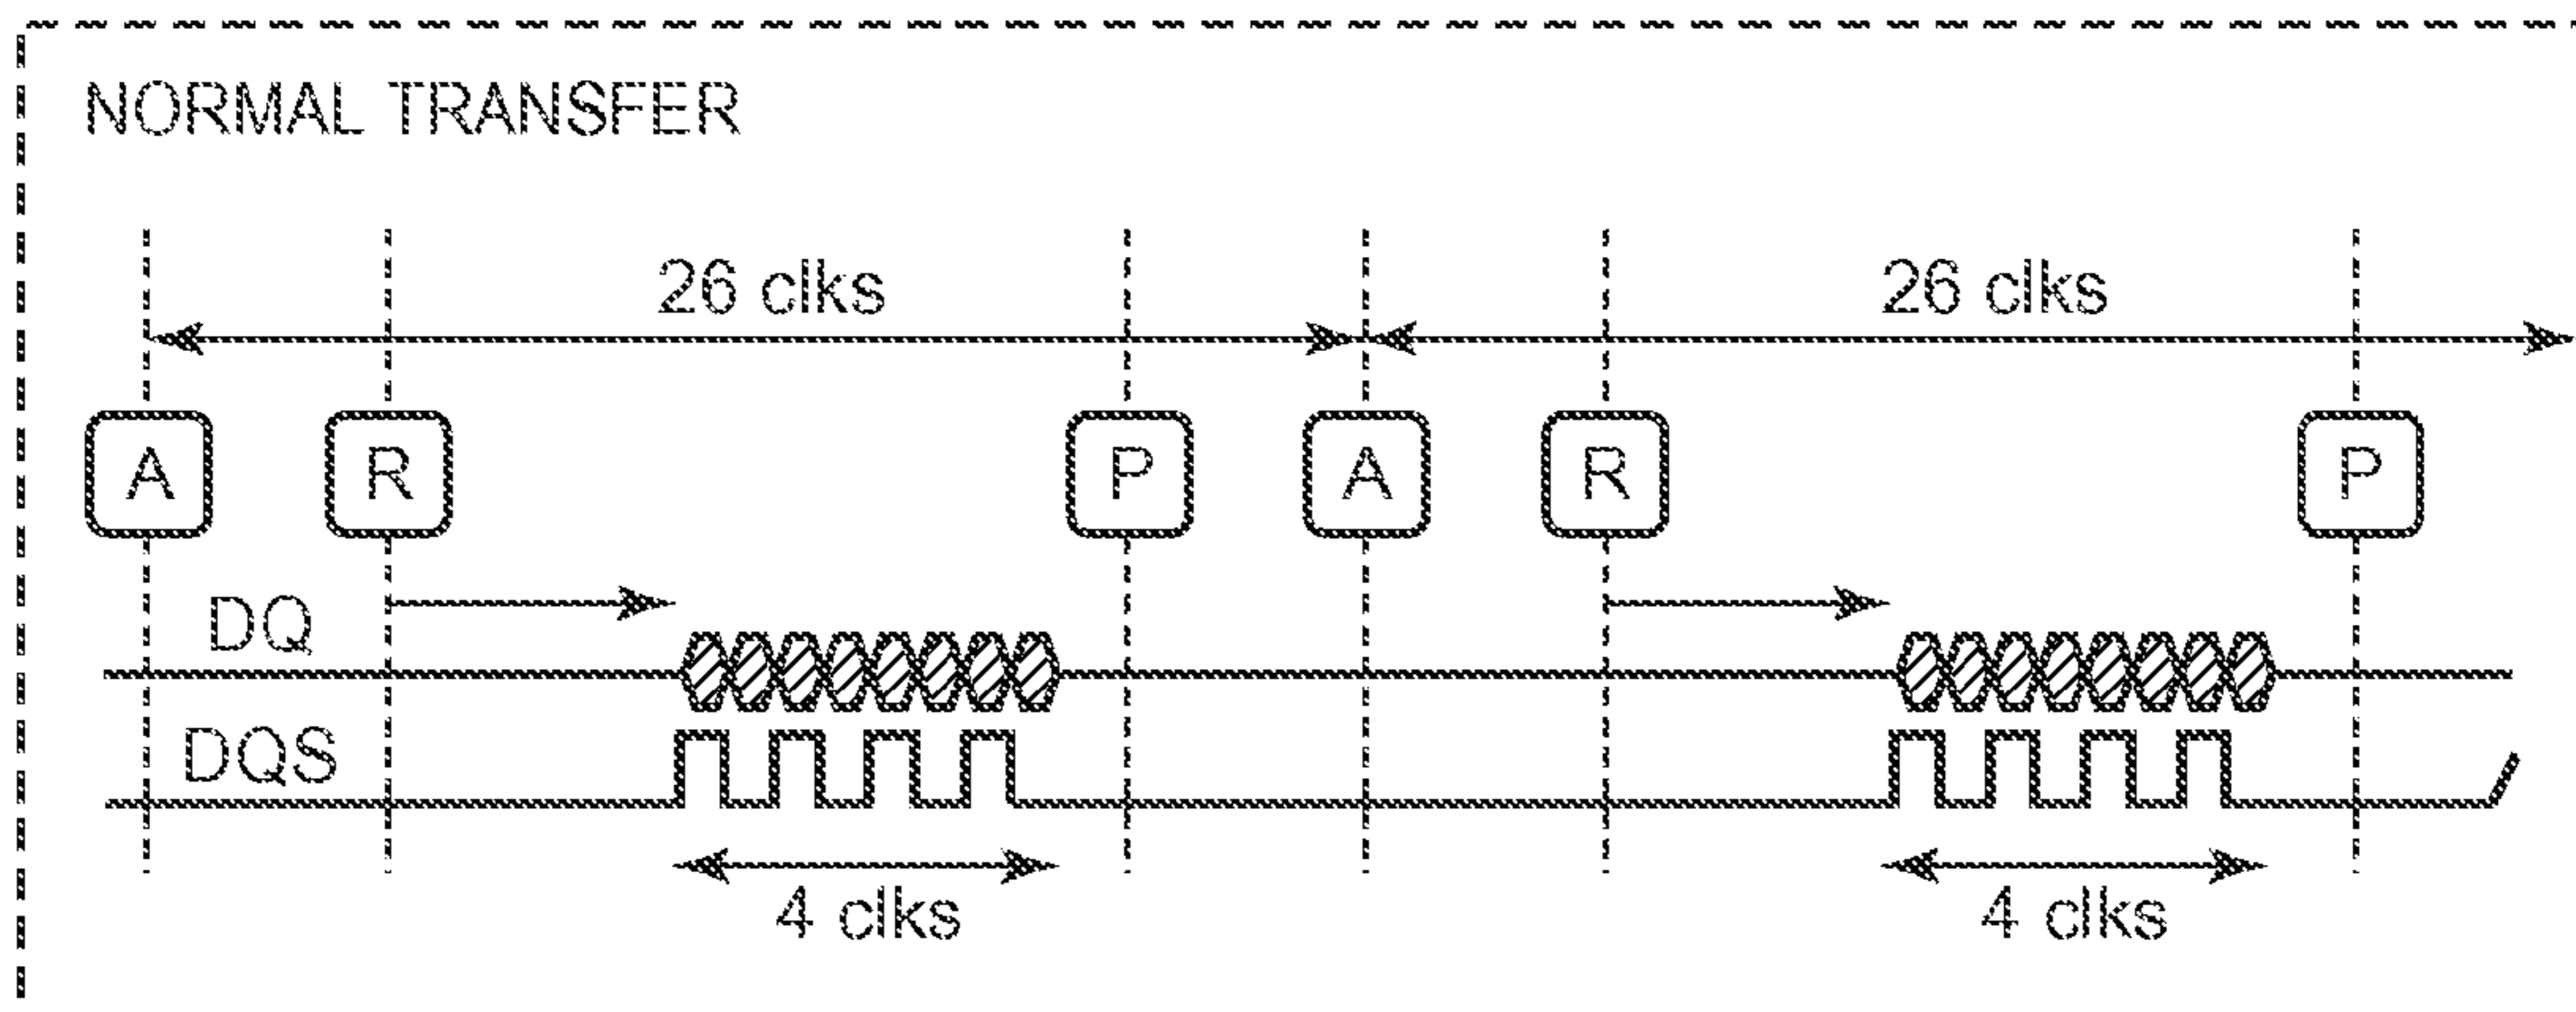 NORMAL TRANSFER
26 clks 26 clks
A R P A R P
DQ
DQS
4 clks 4 clks